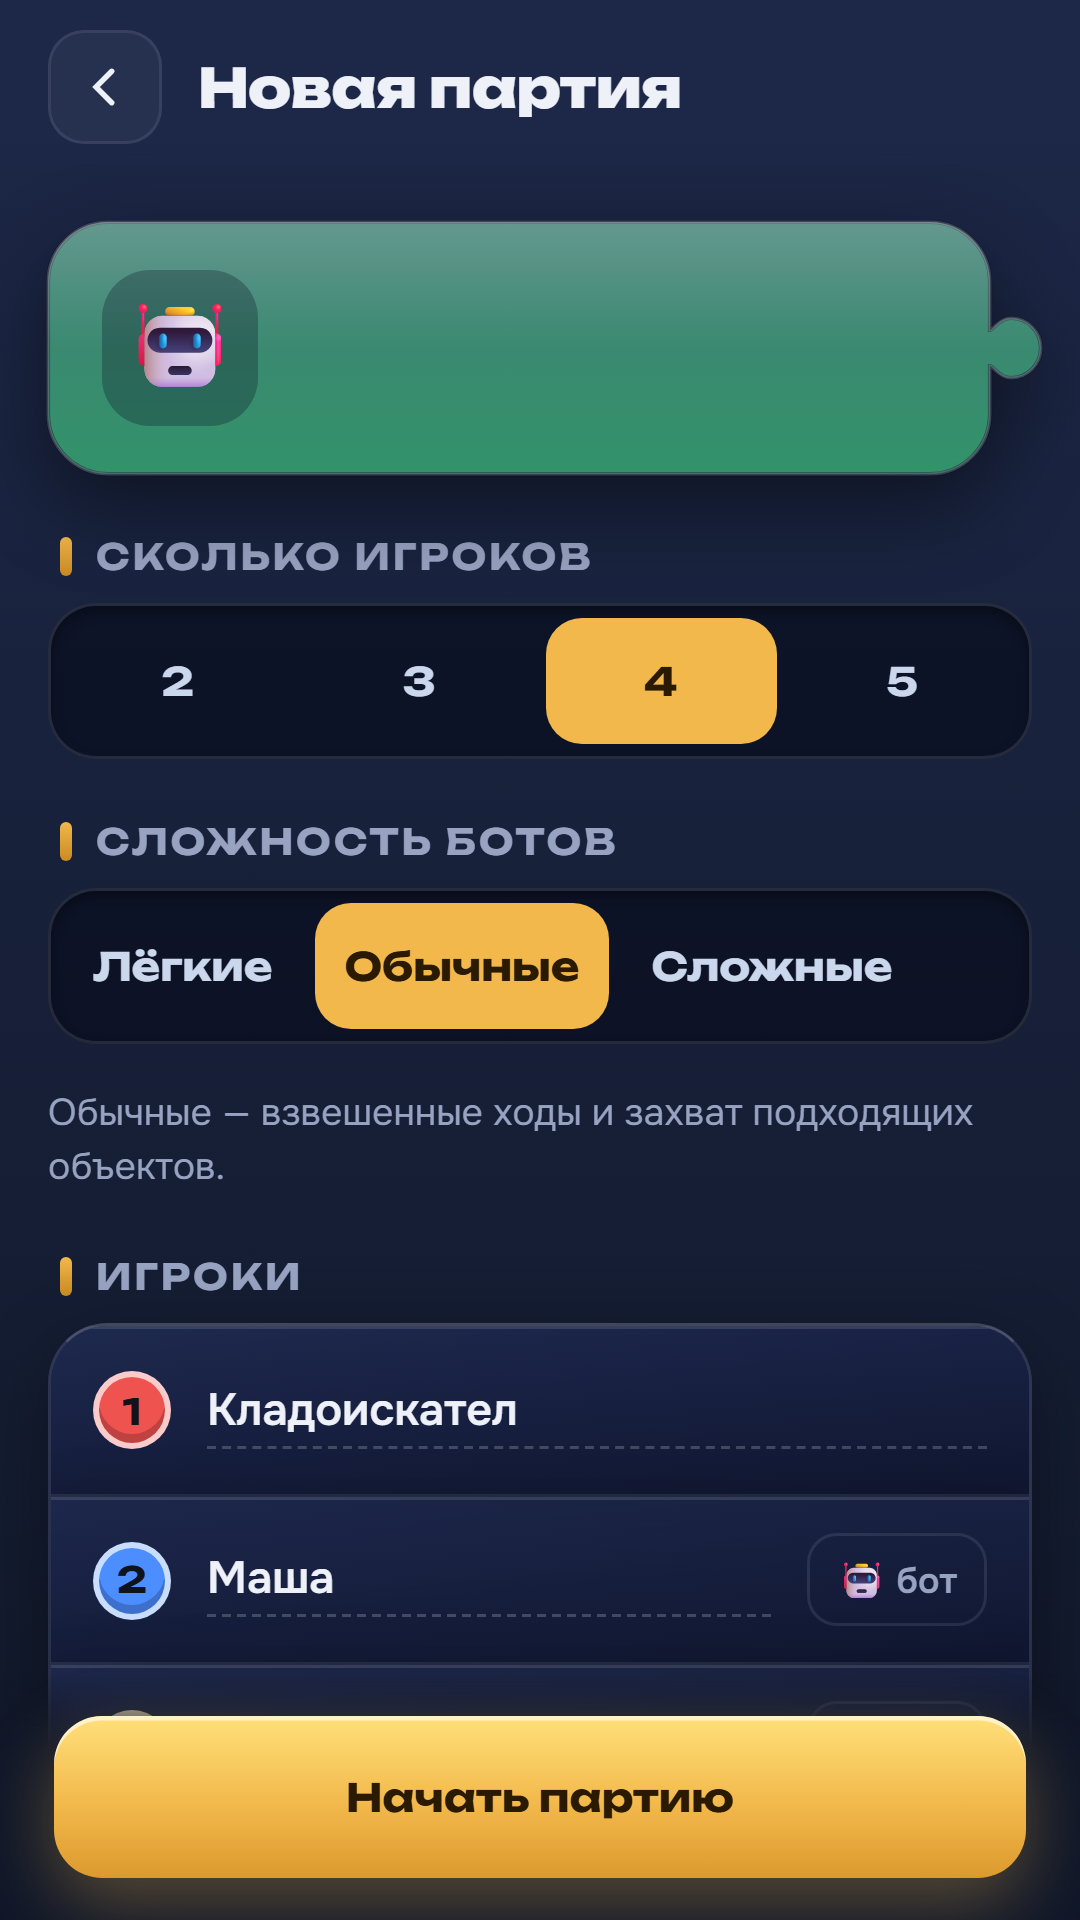 Новая партия
СКОЛЬКО ИГРОКОВ
2 3 4 5
СЛОЖНОСТЬ БОТОВ
Лёгкие Обычные Сложные
Обычные — взвешенные ходы и захват подходящих
объектов.
ИГРОКИ
1 Кладоискател
2 Маша бот
Начать партию